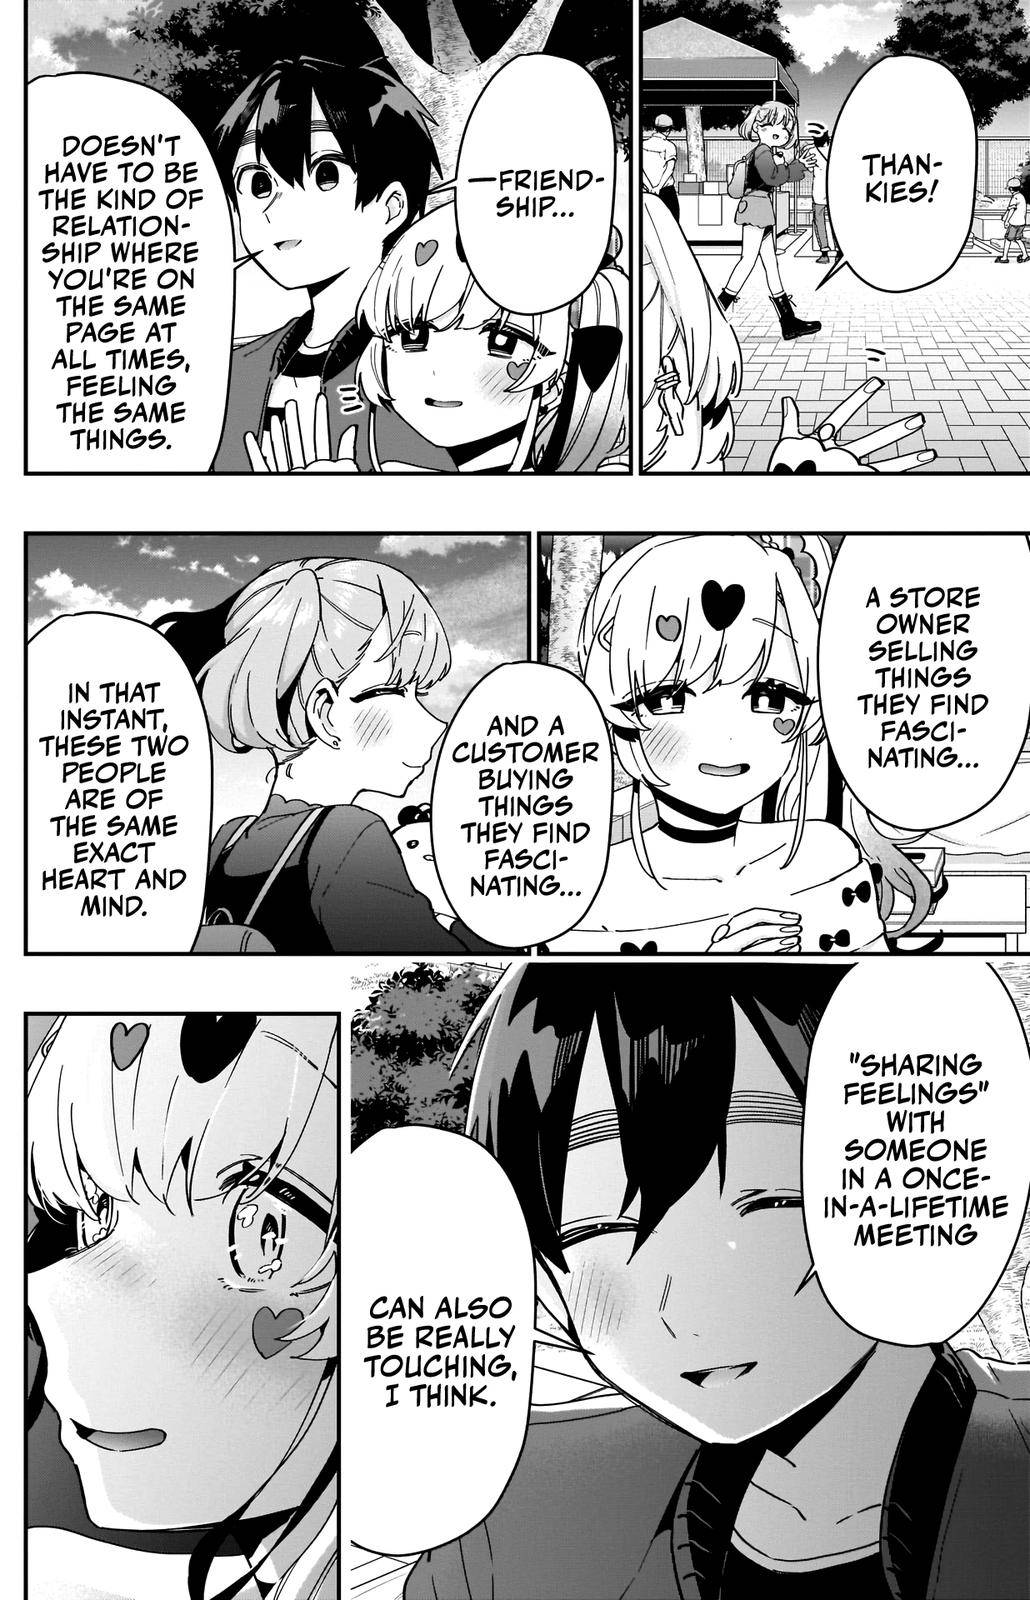 THAN-
KIES!
—FRIEND-
SHIP...
DOESN'T
HAVE TO BE
THE KIND OF
RELATION-
SHIP WHERE
YOU'RE ON
THE SAME
PAGE AT
ALL TIMES,
FEELING
THE SAME
THINGS.
A STORE
OWNER
SELLING
THINGS
THEY FIND
FASCI-
NATING...
AND A
CUSTOMER
BUYING
THINGS
THEY FIND
FASCI-
NATING...
IN THAT
INSTANT,
THESE TWO
PEOPLE
ARE OF
THE SAME
EXACT
HEART AND
MIND.
"SHARING
FEELINGS"
WITH
SOMEONE
IN A ONCE-
IN-A-LIFETIME
MEETING
CAN ALSO
BE REALLY
TOUCHING,
I THINK.